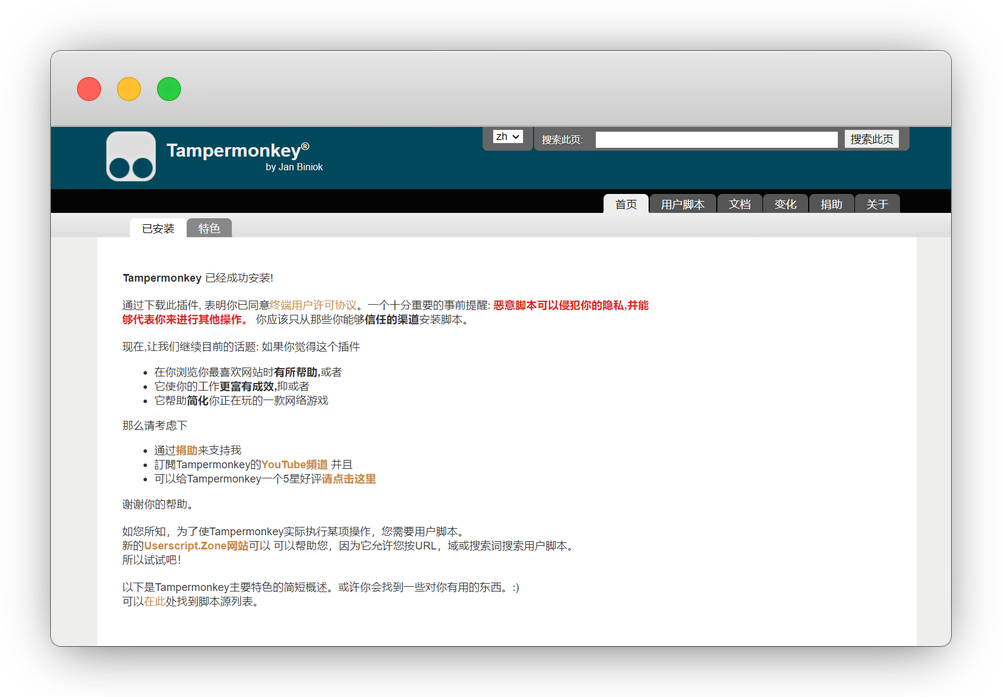 Tampermonkey®
by Jan Biniok
zh
搜索此页:
搜索此页
首页
用户脚本
文档
变化
捐助
关于
已安装
特色
Tampermonkey 已经成功安装!
通过下载此插件, 表明你已同意终端用户许可协议。一个十分重要的事前提醒: 恶意脚本可以侵犯你的隐私,并能
够代表你来进行其他操作。 你应该只从那些你能够信任的渠道安装脚本。
现在,让我们继续目前的话题: 如果你觉得这个插件
在你浏览你最喜欢网站时有所帮助,或者
它使你的工作更富有成效,抑或者
它帮助简化你正在玩的一款网络游戏
那么请考虑下
通过捐助来支持我
訂閱Tampermonkey的YouTube頻道 并且
可以给Tampermonkey一个5星好评请点击这里
谢谢你的帮助。
如您所知，为了使Tampermonkey实际执行某项操作，您需要用户脚本。
新的Userscript.Zone网站可以 可以帮助您，因为它允许您按URL，域或搜索词搜索用户脚本。
所以试试吧！
以下是Tampermonkey主要特色的简短概述。或许你会找到一些对你有用的东西。:)
可以在此处找到脚本源列表。